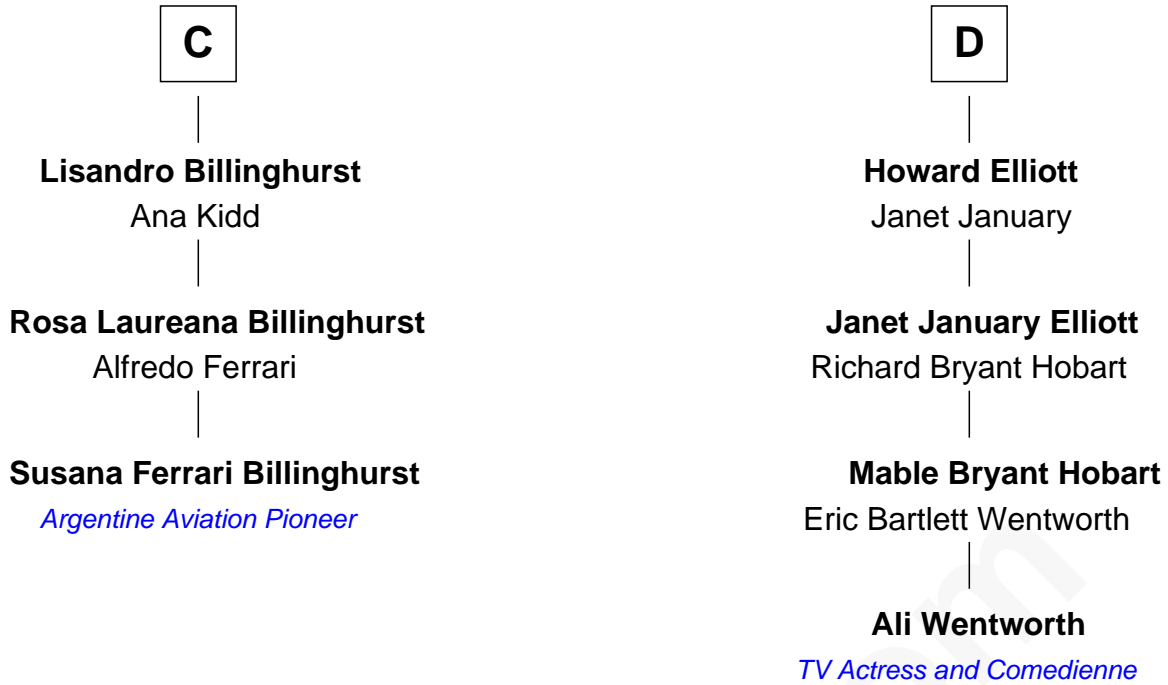 C
Lisandro Billinghurst
Ana Kidd
Rosa Laureana Billinghurst
Alfredo Ferrari
Susana Ferrari Billinghurst
Argentine Aviation Pioneer
D
Howard Elliott
Janet January
Janet January Elliott
Richard Bryant Hobart
Mable Bryant Hobart
Eric Bartlett Wentworth
Ali Wentworth
TV Actress and Comedienne